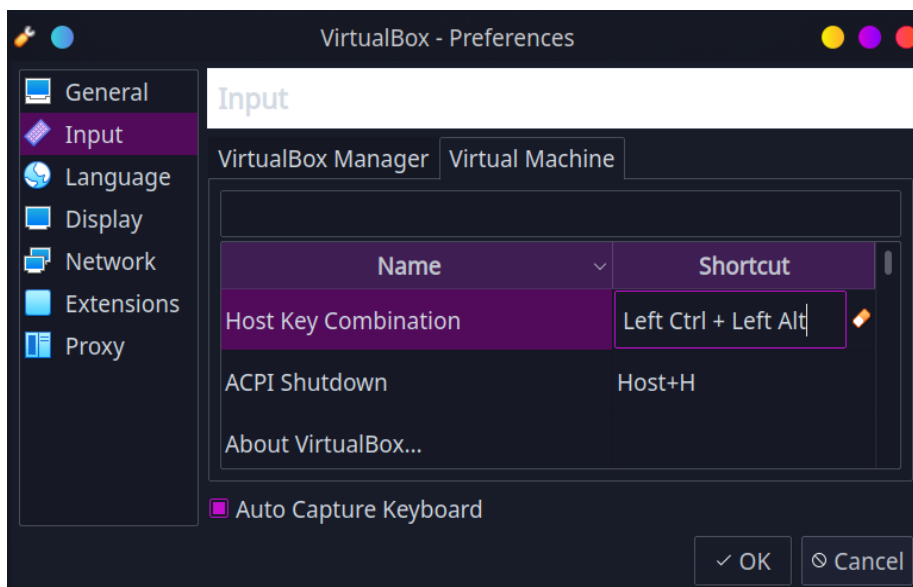 VirtualBox - Preferences
General
Input
Language
Display
Network
Extensions
Proxy
Input
VirtualBox Manager Virtual Machine
Name Shortcut
Host Key Combination Left Ctrl + Left Alt
ACPI Shutdown Host+H
About VirtualBox...
Auto Capture Keyboard
OK Cancel